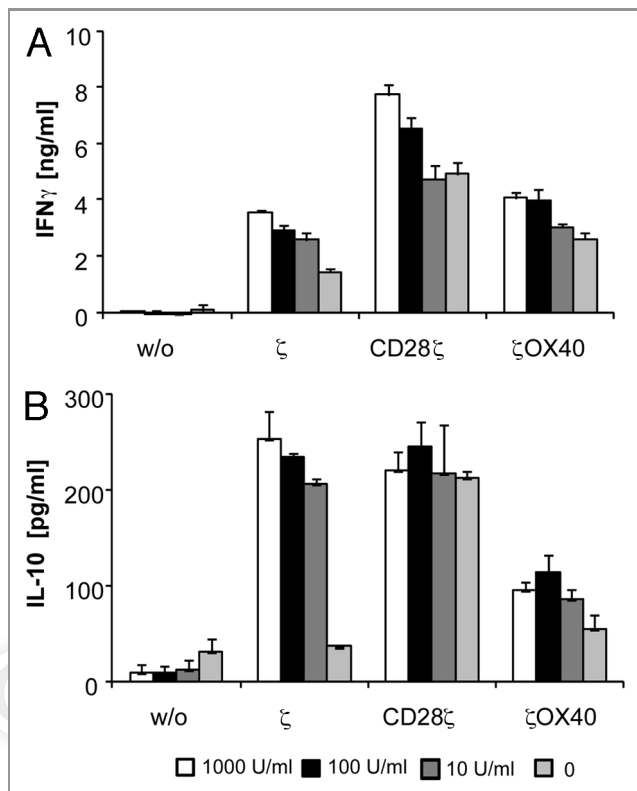 A
IFNγ [ng/ml]
10
8
6
4
2
0
w/o ζ CD28ζ ζOX40
B
IL-10 [pg/ml]
300
200
100
0
w/o ζ CD28ζ ζOX40
1000 U/ml 100 U/ml 10 U/ml 0